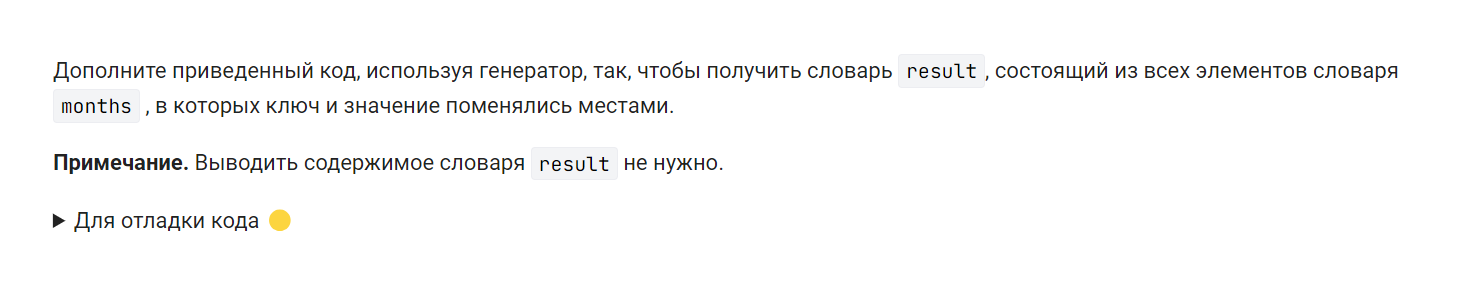 Дополните приведенный код, используя генератор, так, чтобы получить словарь result, состоящий из всех элементов словаря
months , в которых ключ и значение поменялись местами.
Примечание. Выводить содержимое словаря result не нужно.
Для отладки кода